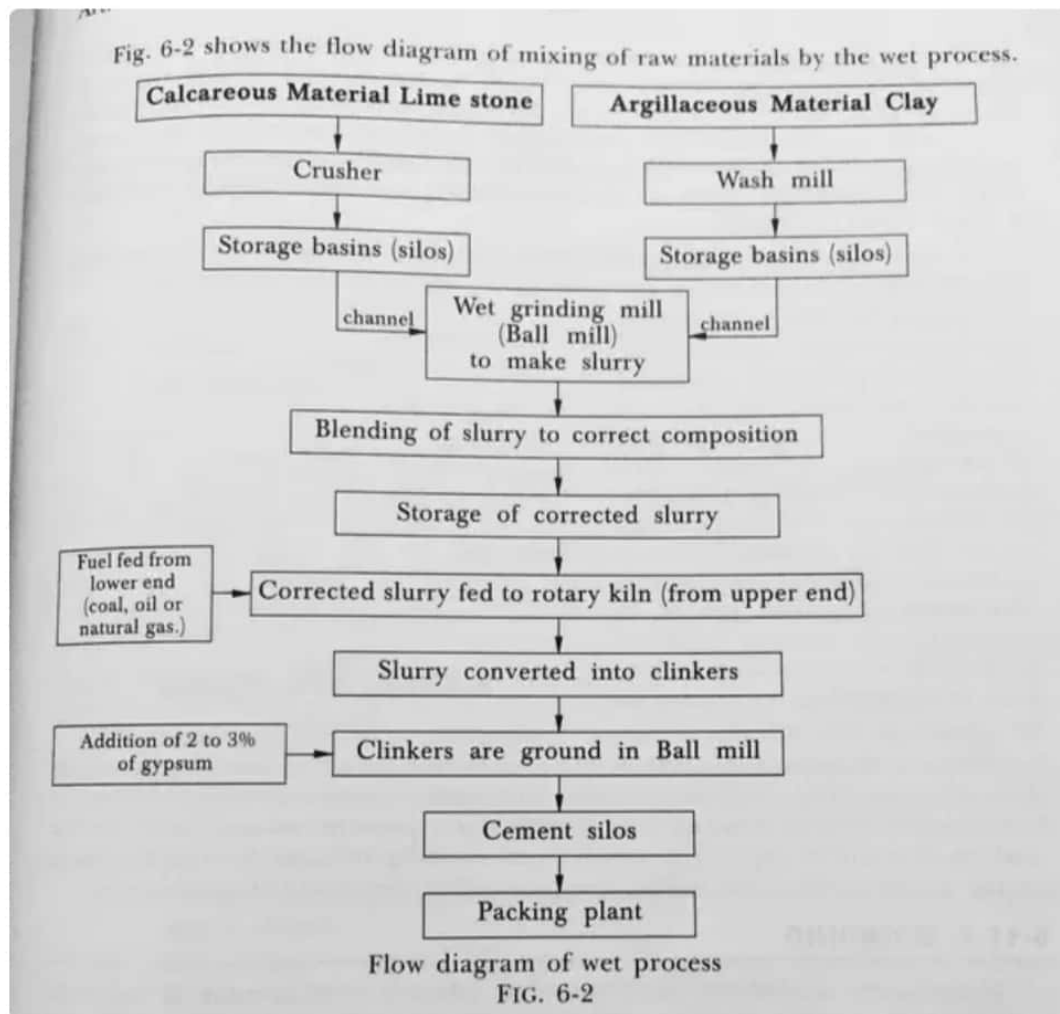 Fig. 6-2 shows the flow diagram of mixing of raw materials by the wet process.
Calcareous Material Lime stone
Argillaceous Material Clay
Crusher
Wash mill
Storage basins (silos)
Storage basins (silos)
channel
Wet grinding mill
(Ball mill)
to make slurry
channel
Blending of slurry to correct composition
Storage of corrected slurry
Fuel fed from
lower end
(coal, oil or
natural gas.)
Corrected slurry fed to rotary kiln (from upper end)
Slurry converted into clinkers
Addition of 2 to 3%
of gypsum
Clinkers are ground in Ball mill
Cement silos
Packing plant
Flow diagram of wet process
FIG. 6-2